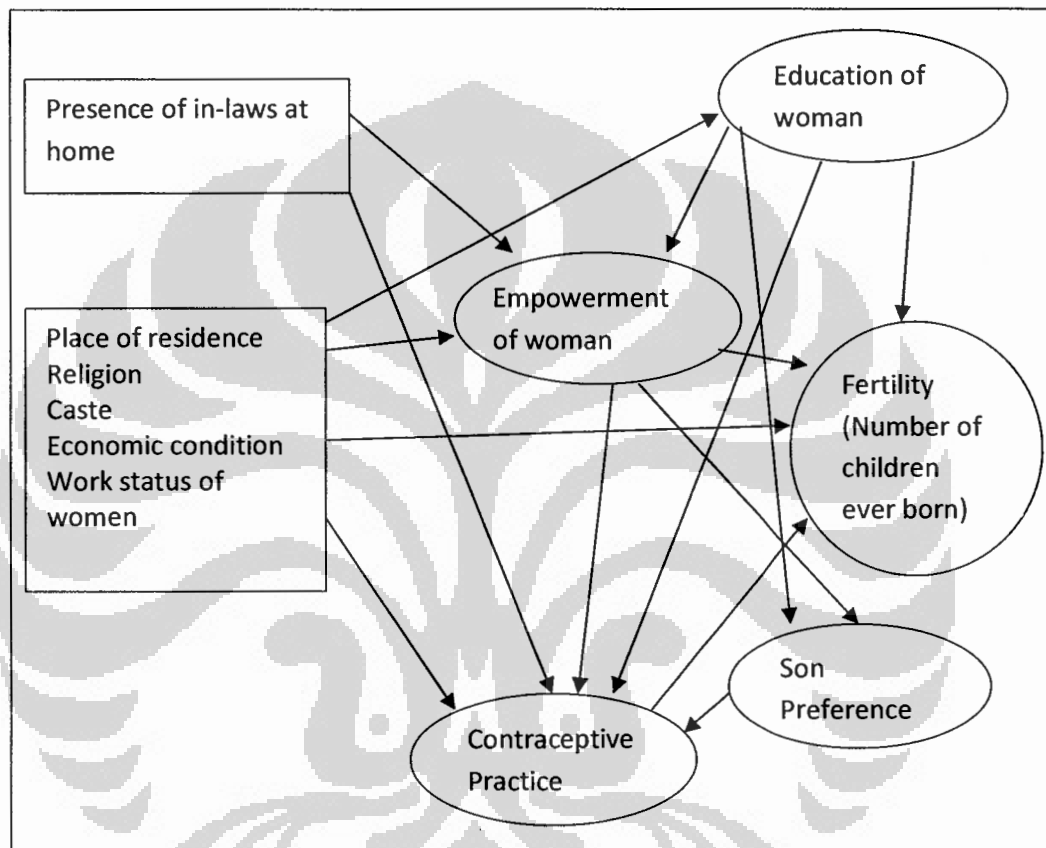 Presence of in-laws at
home
Education of
woman
Empowerment
of woman
Place of residence
Religion
Caste
Economic condition
Work status of
women
Fertility
(Number of
children
ever born)
Son
Preference
Contraceptive
Practice